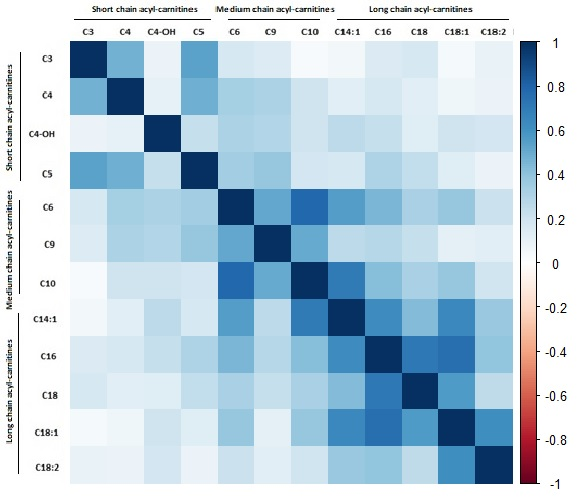 Short chain acyl-carnitines Medium chain acyl-carnitines Long chain acyl-carnitines
C3 C4 C4-OH C5 C6 C9 C10 C14:1 C16 C18 C18:1 C18:2
Short chain acyl-carnitines
Medium chain acyl-carnitines
Long chain acyl-carnitines
C3
C4
C4-OH
C5
C6
C9
C10
C14:1
C16
C18
C18:1
C18:2
1
0.8
0.6
0.4
0.2
0
-0.2
-0.4
-0.6
-0.8
-1